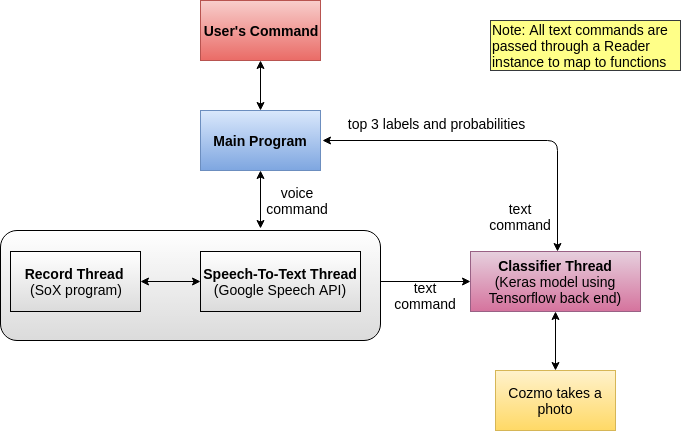 User's Command
Note: All text commands are
passed through a Reader
instance to map to functions
Main Program
top 3 labels and probabilities
voice
command
text
command
Record Thread
(SoX program)
Speech-To-Text Thread
(Google Speech API)
text
command
Classifier Thread
(Keras model using
Tensorflow back end)
Cozmo takes a
photo